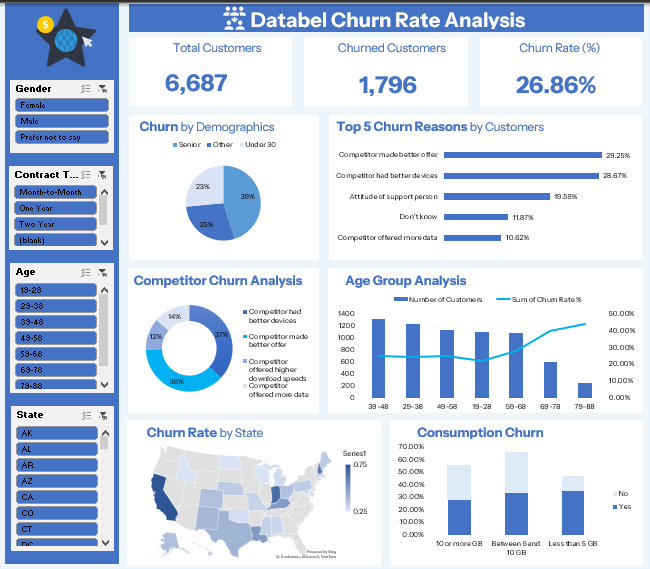 Databel Churn Rate Analysis
$
Gender
Female
Male
Prefer not to say
Contract T...
Month-to-Month
One Year
Two Year
(blank)
Age
19-28
29-38
39-48
49-58
59-68
69-78
79-88
State
AK
AL
AR
AZ
CA
CO
CT
DC
Total Customers
6,687
Churned Customers
1,796
Churn Rate (%)
26.86%
Churn by Demographics
Senior Other Under 30
23%
39%
25%
Top 5 Churn Reasons by Customers
Competitor made better offer 29.25%
Competitor had better devices 28.67%
Attitude of support person 19.59%
Don't know 11.87%
Competitor offered more data 10.62%
Competitor Churn Analysis
14%
12%
37%
38%
Competitor had
better devices
Competitor made
better offer
Competitor
offered higher
download speeds
Competitor
offered more data
Age Group Analysis
Number of Customers Sum of Churn Rate%
1400
1200
1000
800
600
400
200
0
50.00%
40.00%
30.00%
20.00%
10.00%
0.00%
39-48 29-38 49-58 19-28 59-68 69-78 79-88
Churn Rate by State
Series1
0.75
0.25
Powered by Bing
© GeoNames, Microsoft, TomTom
Consumption Churn
70.00%
60.00%
50.00%
40.00%
30.00%
20.00%
10.00%
0.00%
10 or more GB
Between 5 and
10 GB
Less than 5 GB
No
Yes